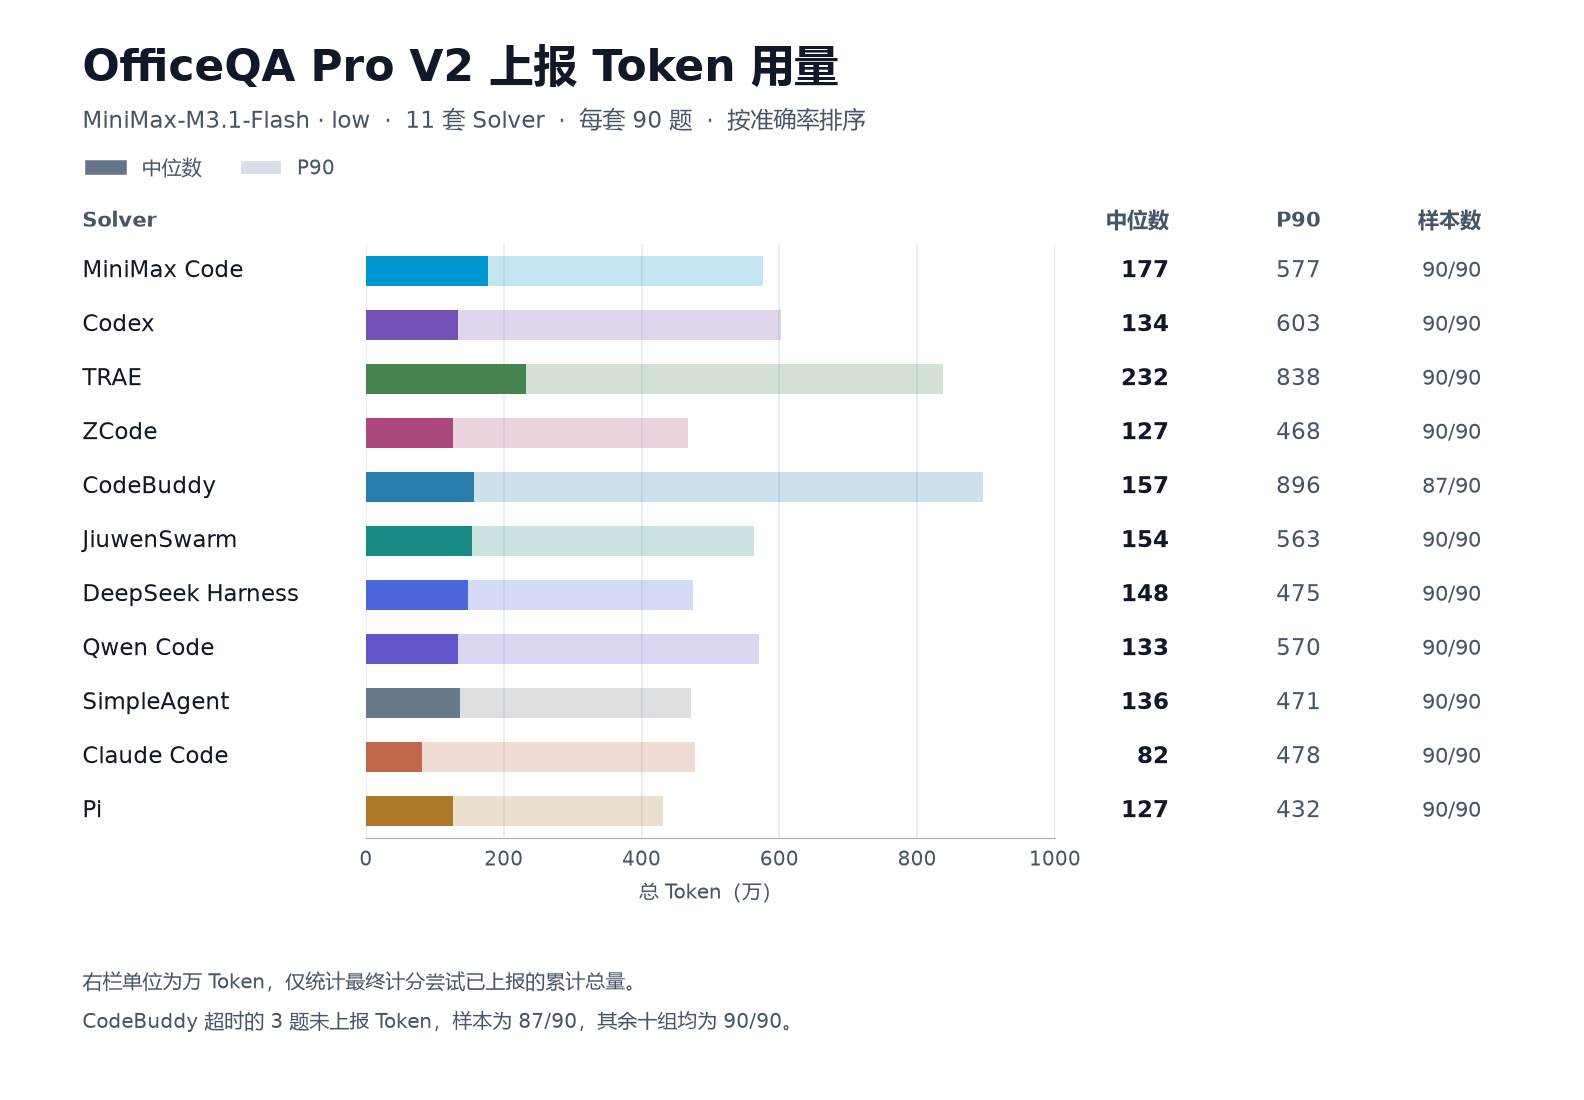 OfficeQA Pro V2 上报 Token 用量
MiniMax-M3.1-Flash · low · 11 套 Solver · 每套 90 题 · 按准确率排序
中位数 P90
Solver 中位数 P90 样本数
MiniMax Code 177 577 90/90
Codex 134 603 90/90
TRAE 232 838 90/90
ZCode 127 468 90/90
CodeBuddy 157 896 87/90
JiuwenSwarm 154 563 90/90
DeepSeek Harness 148 475 90/90
Qwen Code 133 570 90/90
SimpleAgent 136 471 90/90
Claude Code 82 478 90/90
Pi 127 432 90/90
0 200 400 600 800 1000
总 Token（万）
右栏单位为万 Token，仅统计最终计分尝试已上报的累计总量。
CodeBuddy 超时的 3 题未上报 Token，样本为 87/90，其余十组均为 90/90。